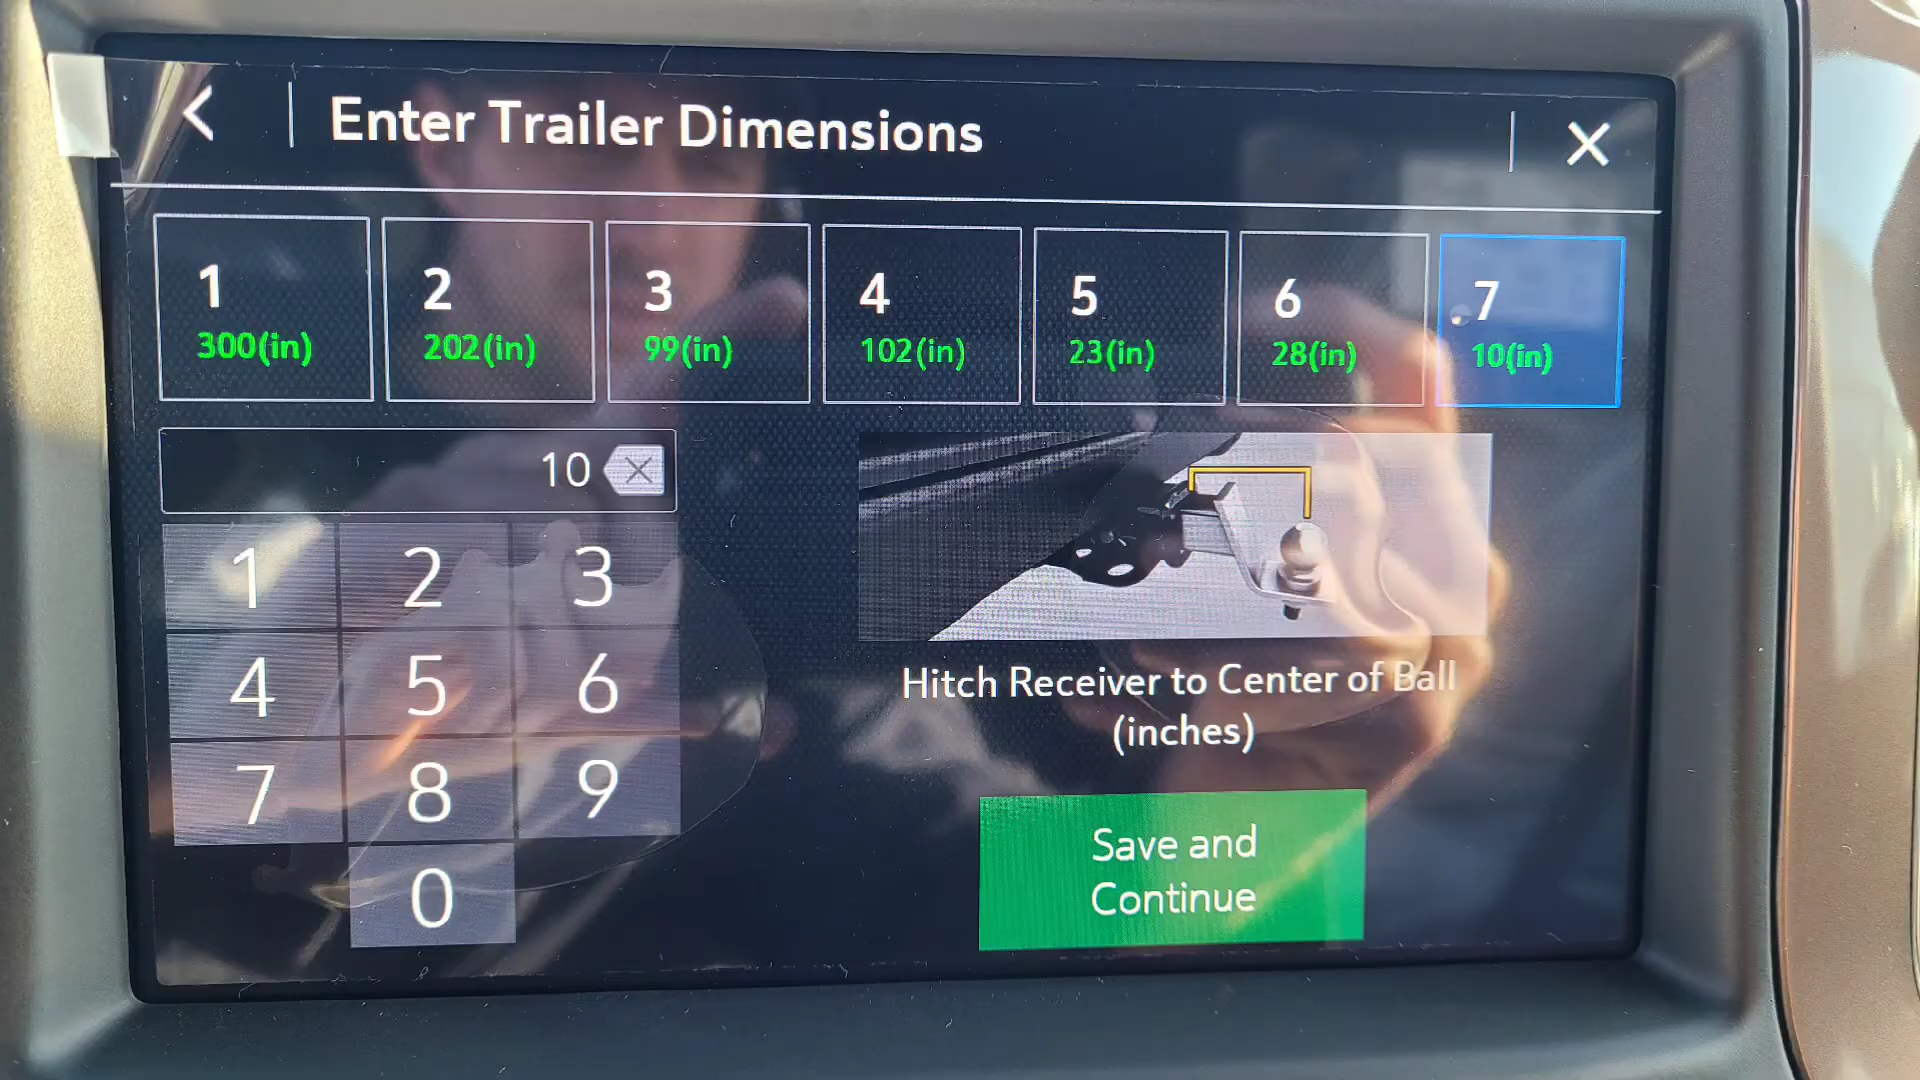 Enter Trailer Dimensions
1 2 3 4 5 6 7
300(in) 202(in) 99(in) 102(in) 23(in) 28(in) 10(in)
10
1 2 3
4 5 6
7 8 9
0
Hitch Receiver to Center of Ball
(inches)
Save and
Continue